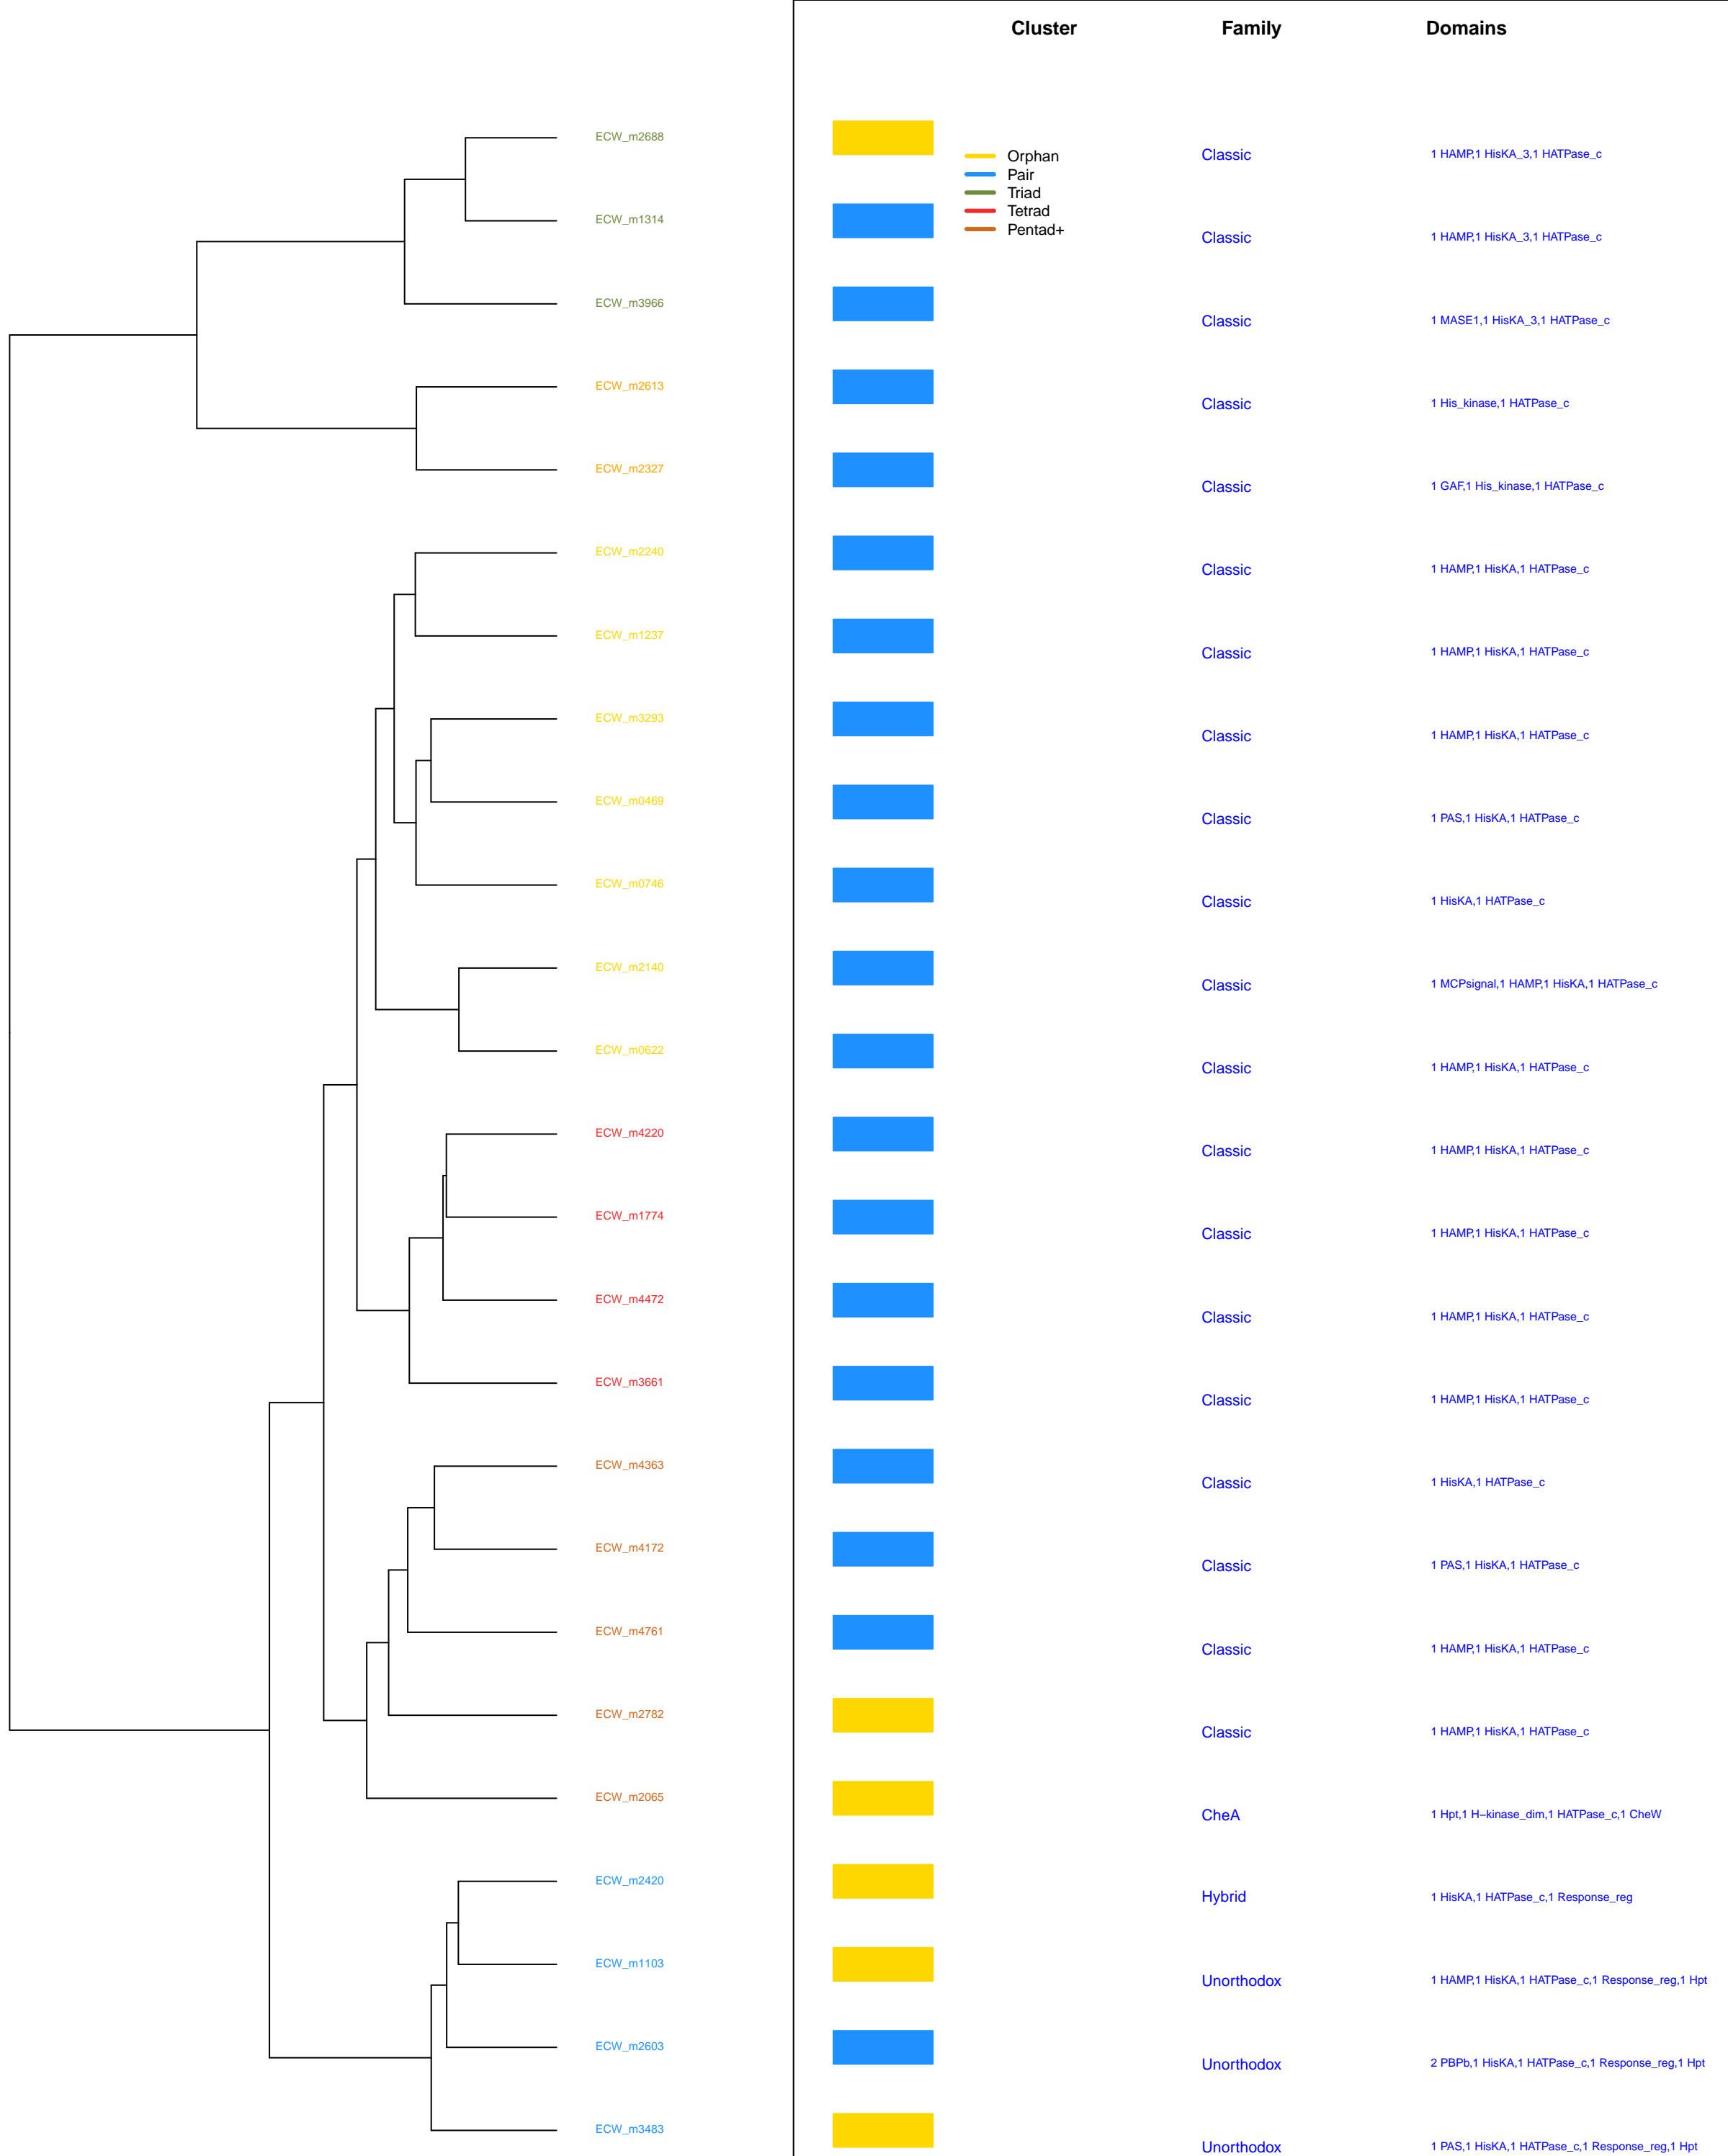 Cluster Family Domains
ECW_m2688
Orphan
Classic 1 HAMP,1 HisKA_3,1 HATPase_c
Pair
Triad
Tetrad
ECW_m1314
Pentad+
Classic 1 HAMP,1 HisKA_3,1 HATPase_c
ECW_m3966
Classic 1 MASE1,1 HisKA_3,1 HATPase_c
ECW_m2613
Classic 1 His_kinase,1 HATPase_c
ECW_m2327
Classic 1 GAF,1 His_kinase,1 HATPase_c
ECW_m2240
Classic 1 HAMP,1 HisKA,1 HATPase_c
ECW_m1237
Classic 1 HAMP,1 HisKA,1 HATPase_c
ECW_m3293
Classic 1 HAMP,1 HisKA,1 HATPase_c
ECW_m0469
Classic 1 PAS,1 HisKA,1 HATPase_c
ECW_m0746
Classic 1 HisKA,1 HATPase_c
ECW_m2140
Classic 1 MCPsignal,1 HAMP,1 HisKA,1 HATPase_c
ECW_m0622
Classic 1 HAMP,1 HisKA,1 HATPase_c
ECW_m4220
Classic 1 HAMP,1 HisKA,1 HATPase_c
ECW_m1774
Classic 1 HAMP,1 HisKA,1 HATPase_c
ECW_m4472
Classic 1 HAMP,1 HisKA,1 HATPase_c
ECW_m3661
Classic 1 HAMP,1 HisKA,1 HATPase_c
ECW_m4363
Classic 1 HisKA,1 HATPase_c
ECW_m4172
Classic 1 PAS,1 HisKA,1 HATPase_c
ECW_m4761
Classic 1 HAMP,1 HisKA,1 HATPase_c
ECW_m2782
Classic 1 HAMP,1 HisKA,1 HATPase_c
ECW_m2065
CheA 1 Hpt,1 H−kinase_dim,1 HATPase_c,1 CheW
ECW_m2420
Hybrid 1 HisKA,1 HATPase_c,1 Response_reg
ECW_m1103
Unorthodox 1 HAMP,1 HisKA,1 HATPase_c,1 Response_reg,1 Hpt
ECW_m2603
Unorthodox 2 PBPb,1 HisKA,1 HATPase_c,1 Response_reg,1 Hpt
ECW_m3483
Unorthodox 1 PAS,1 HisKA,1 HATPase_c,1 Response_reg,1 Hpt